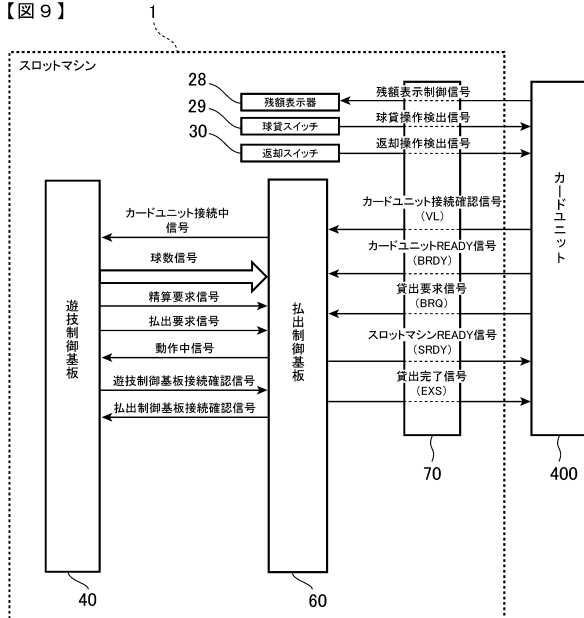 【図９】
1
スロットマシン
28
残額表示器
29
球貸スイッチ
30
返却スイッチ
残額表示制御信号
球貸操作検出信号
返却操作検出信号
カードユニット
カードユニット接続確認信号
(VL)
カードユニットREADY信号
(BRDY)
貸出要求信号
(BRQ)
スロットマシンREADY信号
(SRDY)
貸出完了信号
(EXS)
カードユニット接続中
信号
球数信号
精算要求信号
払出要求信号
動作中信号
遊技制御基板接続確認信号
払出制御基板接続確認信号
遊技制御基板
払出制御基板
70
400
40
60